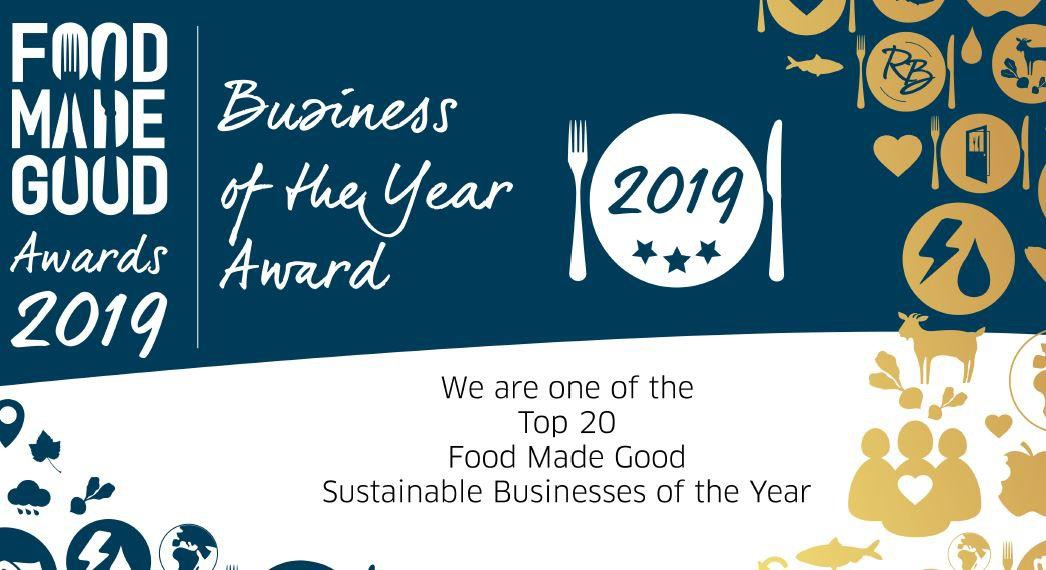 FOOD
MADE
GOOD
Awards
2019
Business
of the Year
Award
2019
RB
We are one of the
Top 20
Food Made Good
Sustainable Businesses of the Year